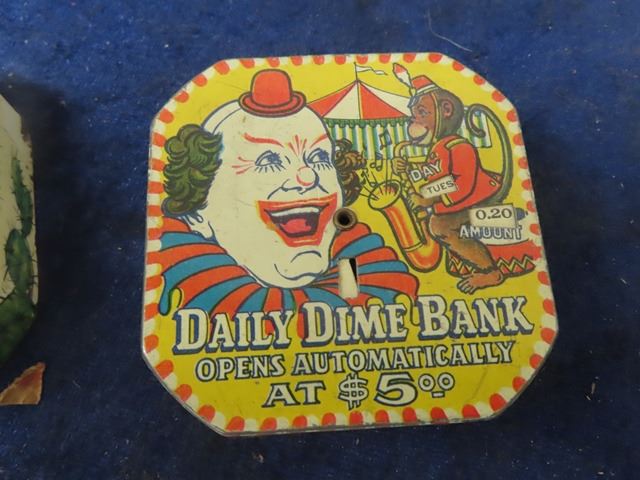 DAY
TUES
0.20
AMOUNT
DAILY DIME BANK
OPENS AUTOMATICALLY
AT $5.00